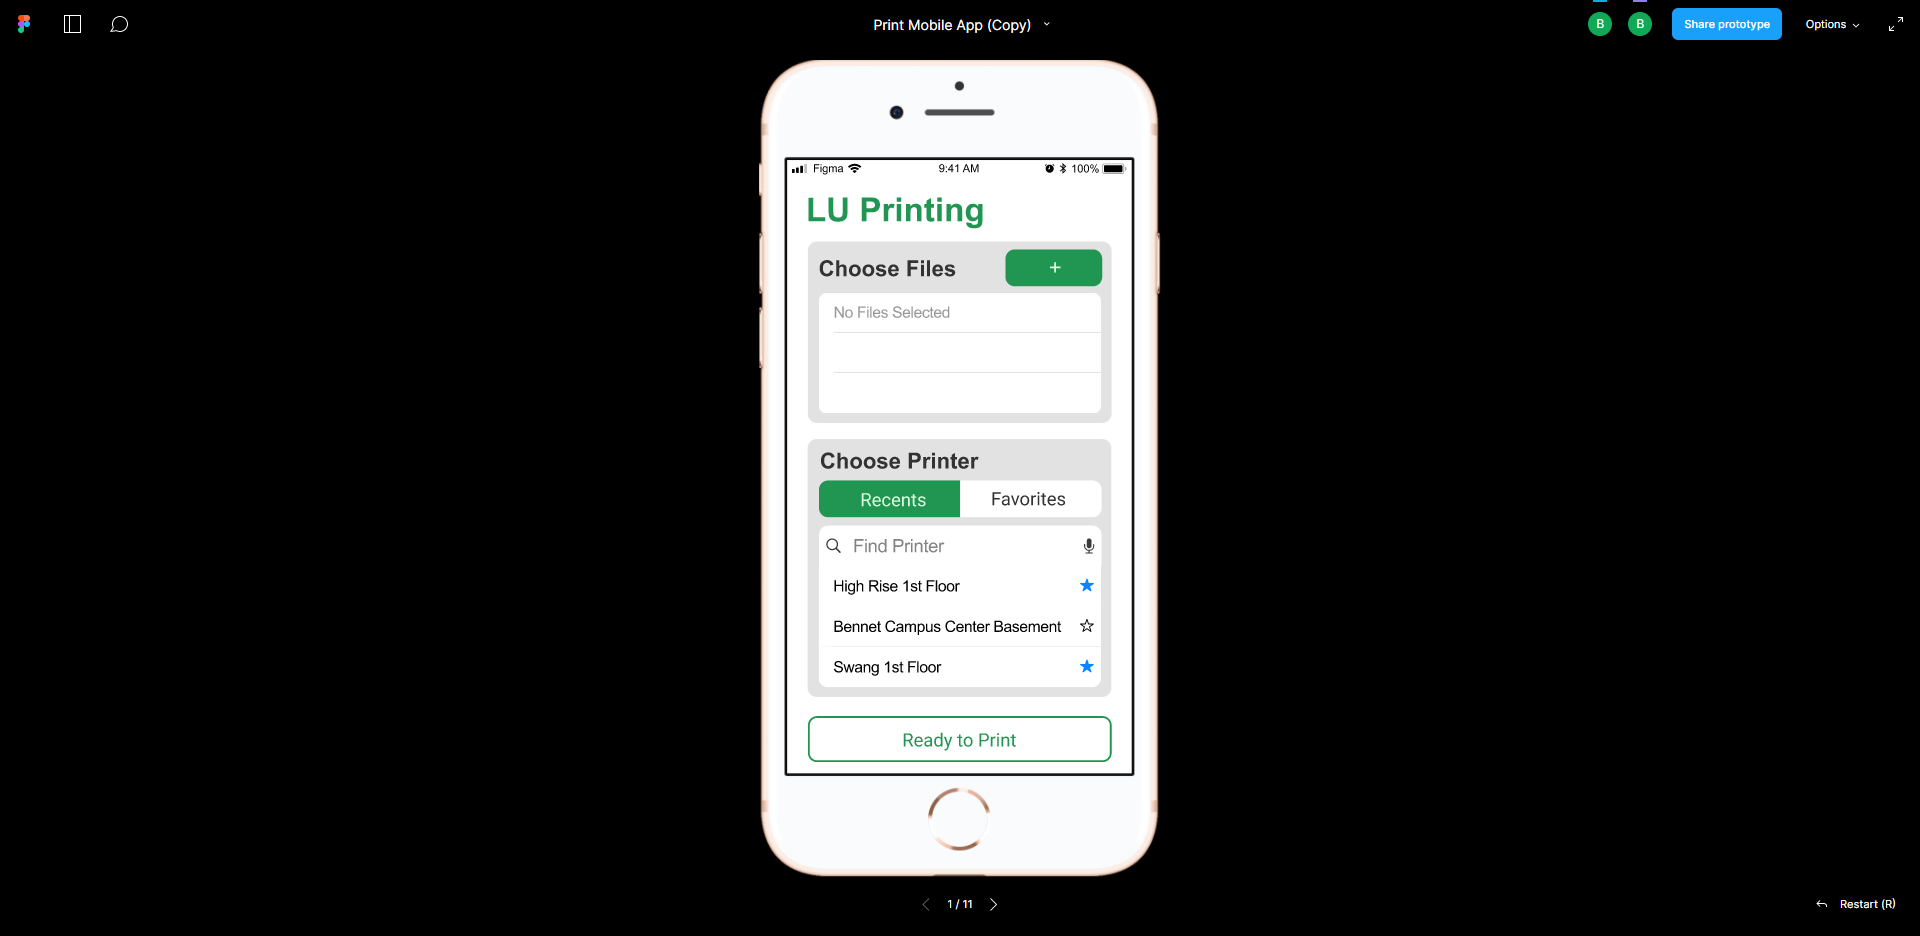 Print Mobile App (Copy)
B
B
Share prototype
Options
Figma
9:41 AM
100%
LU Printing
Choose Files
+
No Files Selected
Choose Printer
Recents
Favorites
Find Printer
High Rise 1st Floor
Bennet Campus Center Basement
Swang 1st Floor
Ready to Print
1 / 11
Restart (R)